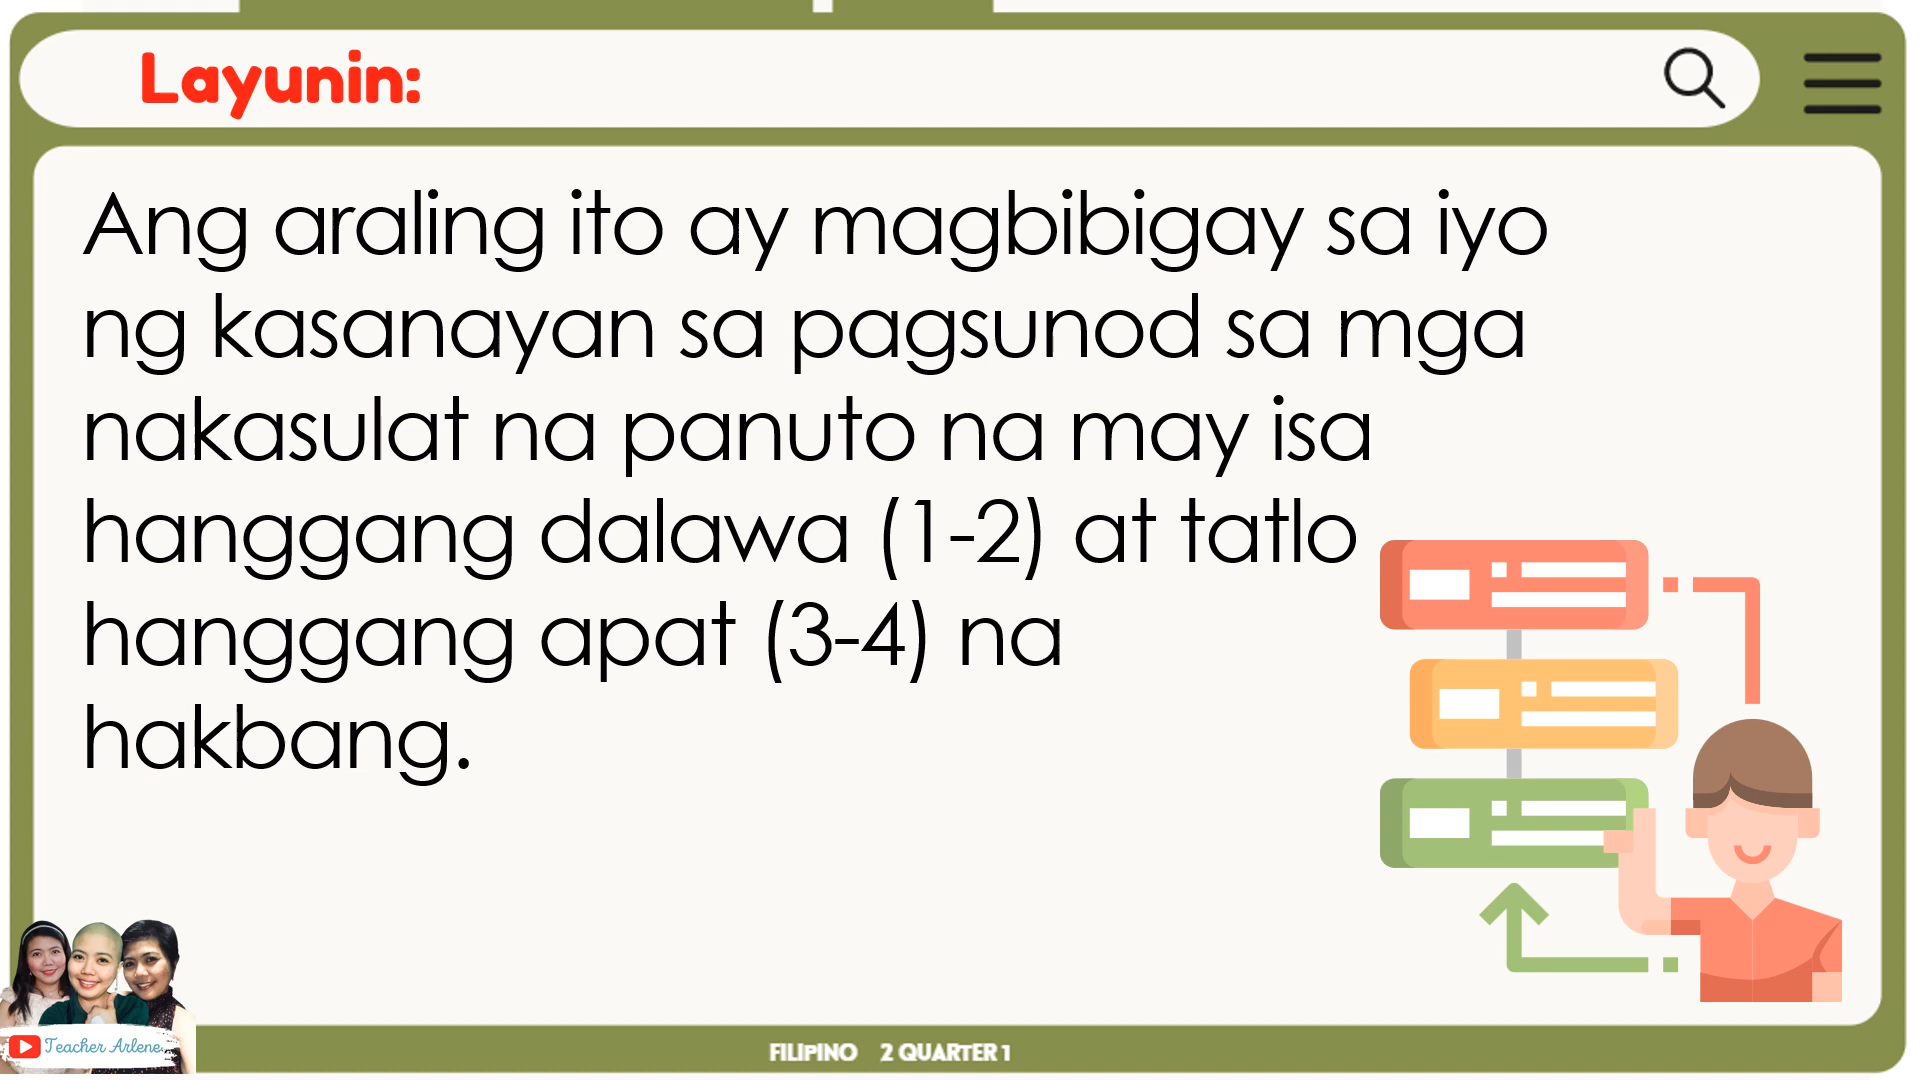 Layunin:
Ang araling ito ay magbibigay sa iyo
ng kasanayan sa pagsunod sa mga
nakasulat na panuto na may isa
hanggang dalawa (1-2) at tatlo
hanggang apat (3-4) na
hakbang.
Teacher Arlene
FILIPINO 2 QUARTER 1